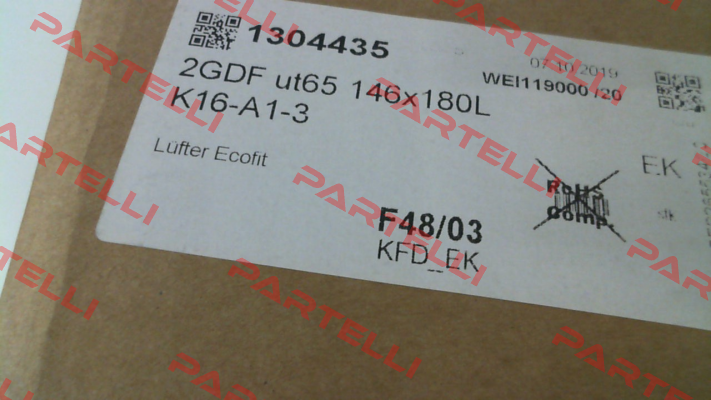 1304435
07.10.2019
WEI119000 /20
2GDF ut65 146x180L
K16-A1-3
Lüfter Ecofit
EK
RoHS
Comp.
F48/03
KFD_EK
PARTELLI
PARTELLI
PARTELLI
PARTELLI
PARTELLI
PARTELLI
PARTELLI